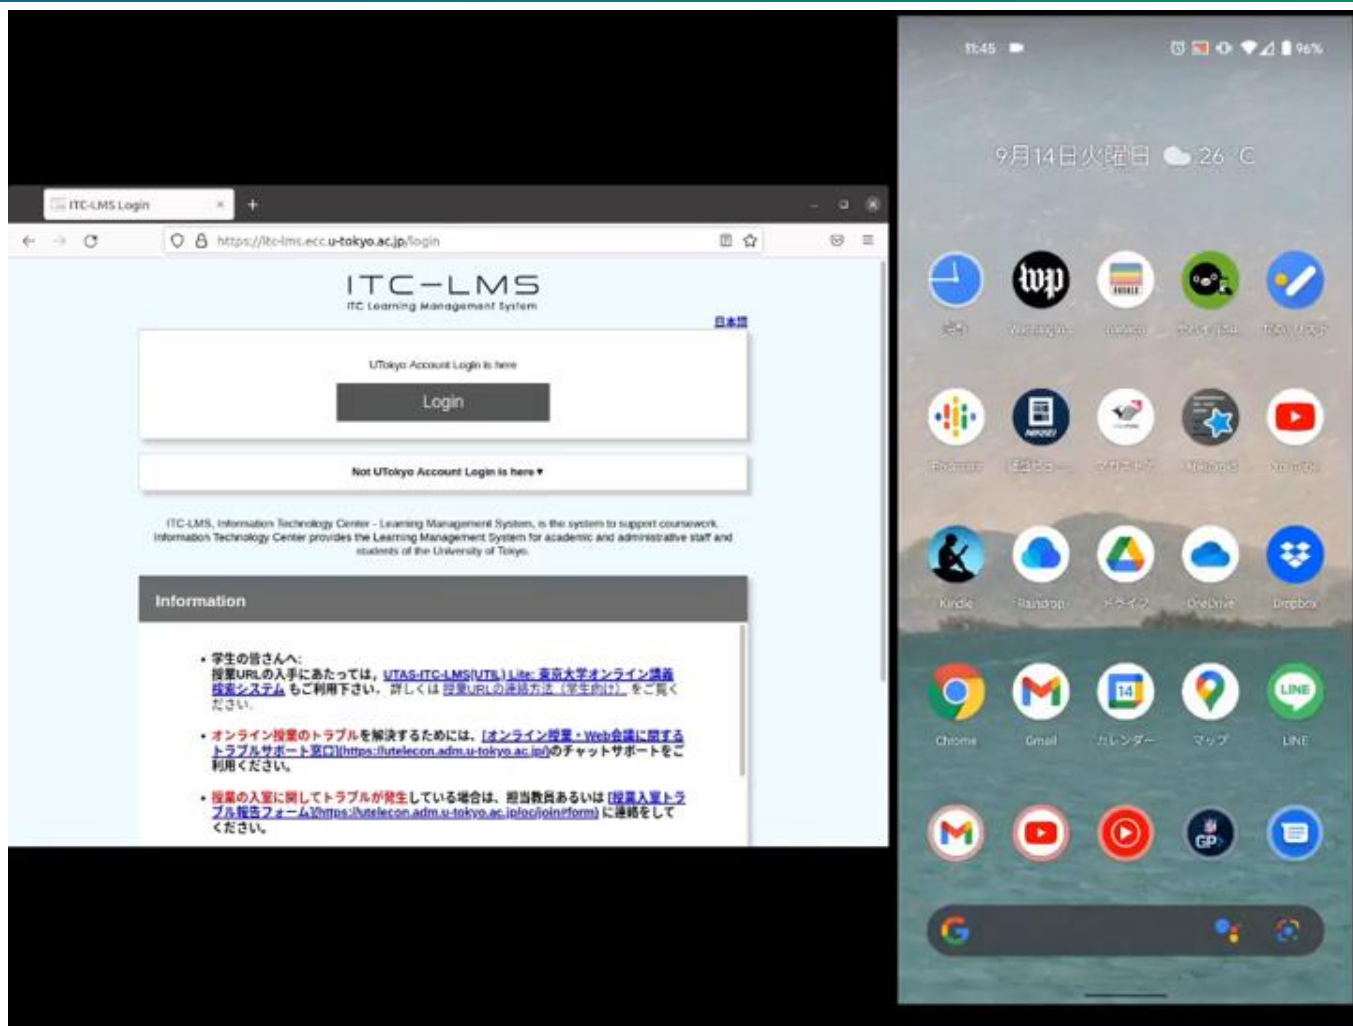 ITC-LMS Login
https://itc-lms.ecc.u-tokyo.ac.jp/login
ITC-LMS
ITC Learning Management System
日本語
UTokyo Account Login is here
Login
Not UTokyo Account Login is here ▾
ITC-LMS, Information Technology Center - Learning Management System, is the system to support coursework.
Information Technology Center provides the Learning Management System for academic and administrative staff and
students of the University of Tokyo.
Information
• 学生の皆さんへ:
授業URLの入手にあたっては，UTAS-ITC-LMS(UTIL) Lite: 東京大学オンライン講義
検索システム もご利用下さい． 詳しくは 授業URLの連絡方法（学生向け） をご覧く
ださい．
• オンライン授業のトラブルを解決するためには、[オンライン授業・Web会議に関する
トラブルサポート窓口](https://utelecon.adm.u-tokyo.ac.jp/)のチャットサポートをご
利用ください。
• 授業の入室に関してトラブルが発生している場合は、担当教員あるいは [授業入室トラ
ブル報告フォーム](https://utelecon.adm.u-tokyo.ac.jp/oc/join#form) に連絡をして
ください。
11:45
96%
9月14日火曜日 26 °C
wp
YouTube
Kindle
Raindrop
ドライブ
OneDrive
Dropbox
14
LINE
Chrome
Gmail
カレンダー
マップ
LINE
GP